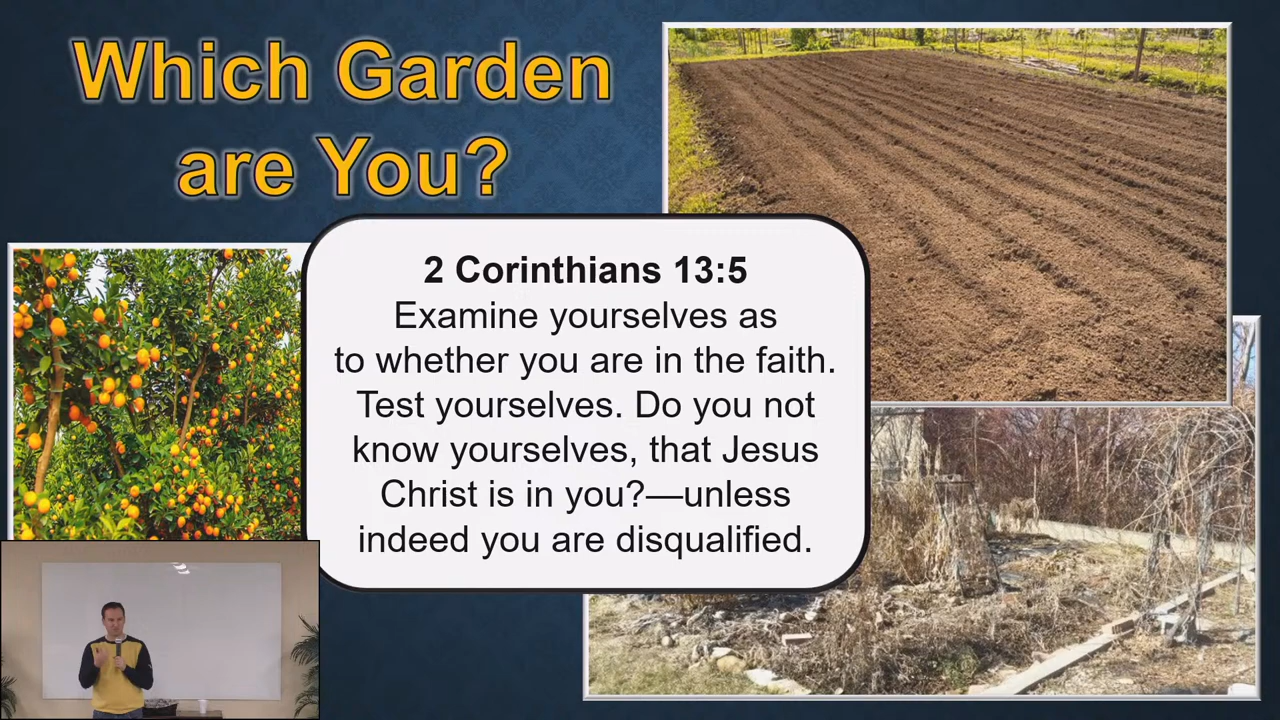 Which Garden
are You?
2 Corinthians 13:5
Examine yourselves as
to whether you are in the faith.
Test yourselves. Do you not
know yourselves, that Jesus
Christ is in you?—unless
indeed you are disqualified.